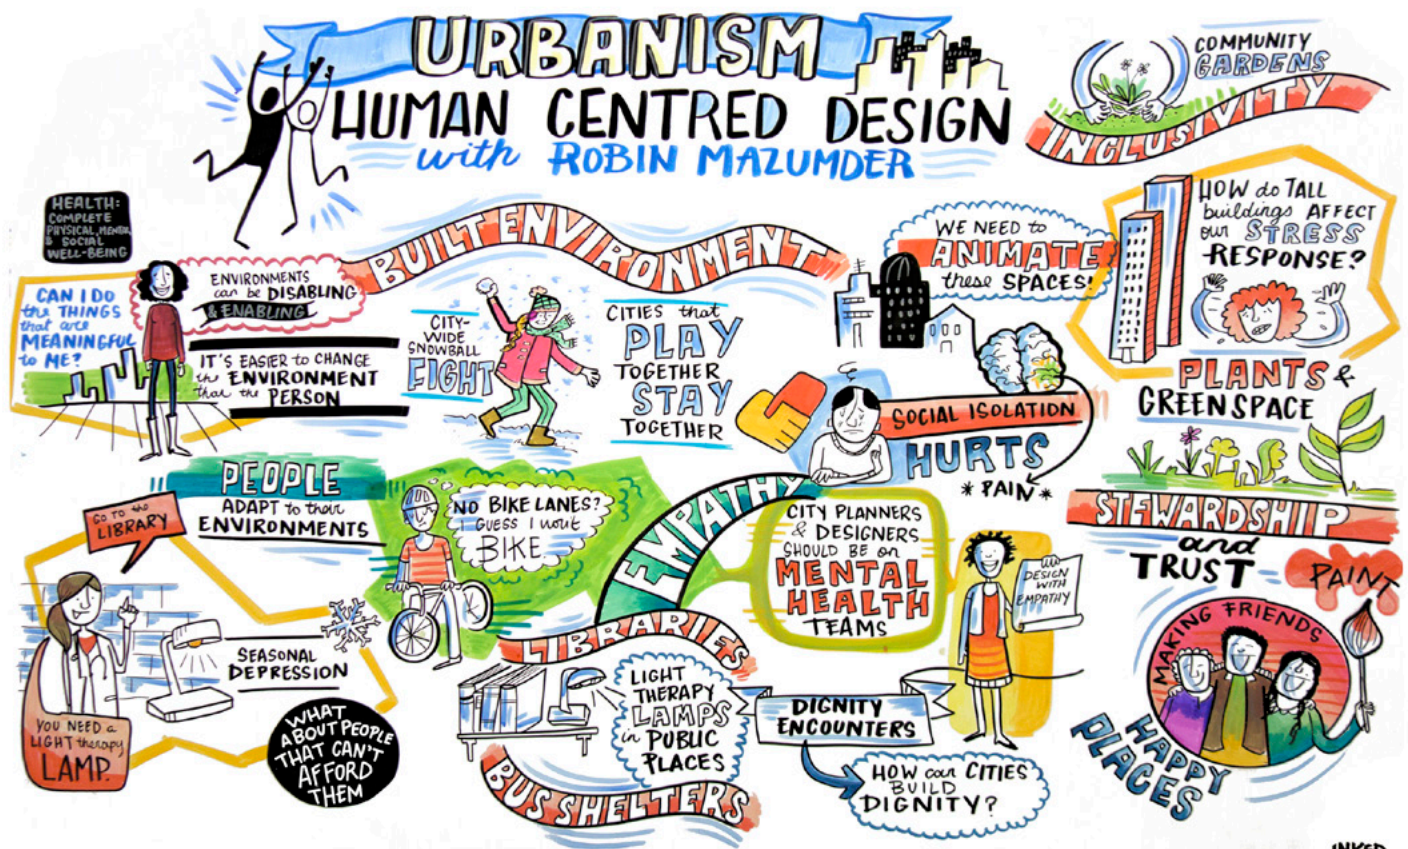 URBANISM
HUMAN CENTRED DESIGN
with ROBIN MAZUMDER
COMMUNITY
GARDENS
INCLUSIVITY
HEALTH:
COMPLETE
PHYSICAL, MENTAL
& SOCIAL
WELL-BEING
CAN I DO
the THINGS
that are
MEANINGFUL
to ME?
ENVIRONMENTS
can be DISABLING
& ENABLING
IT'S EASIER to CHANGE
the ENVIRONMENT
that the PERSON
BUILT ENVIRONMENT
CITY-
WIDE
SNOWBALL
FIGHT
CITIES that
PLAY
TOGETHER
STAY
TOGETHER
WE NEED to
ANIMATE
these SPACES!
HOW do TALL
buildings AFFECT
our STRESS
RESPONSE?
SOCIAL ISOLATION
HURTS
*PAIN*
PLANTS &
GREENSPACE
STEWARDSHIP
and
TRUST
PAINT
MAKING FRIENDS
HAPPY
PLACES
PEOPLE
ADAPT to their
ENVIRONMENTS
NO BIKE LANES?
I GUESS I won't
BIKE.
GO TO the
LIBRARY
SEASONAL
DEPRESSION
YOU NEED a
LIGHT therapy
LAMP.
WHAT
ABOUT PEOPLE
THAT CAN'T
AFFORD
THEM
EMPATHY
CITY PLANNERS
& DESIGNERS
SHOULD BE on
MENTAL
HEALTH
TEAMS
DESIGN
WITH
EMPATHY
LIBRARIES
LIGHT
THERAPY
LAMPS
in PUBLIC
PLACES
BUS SHELTERS
DIGNITY
ENCOUNTERS
HOW can CITIES
BUILD
DIGNITY?